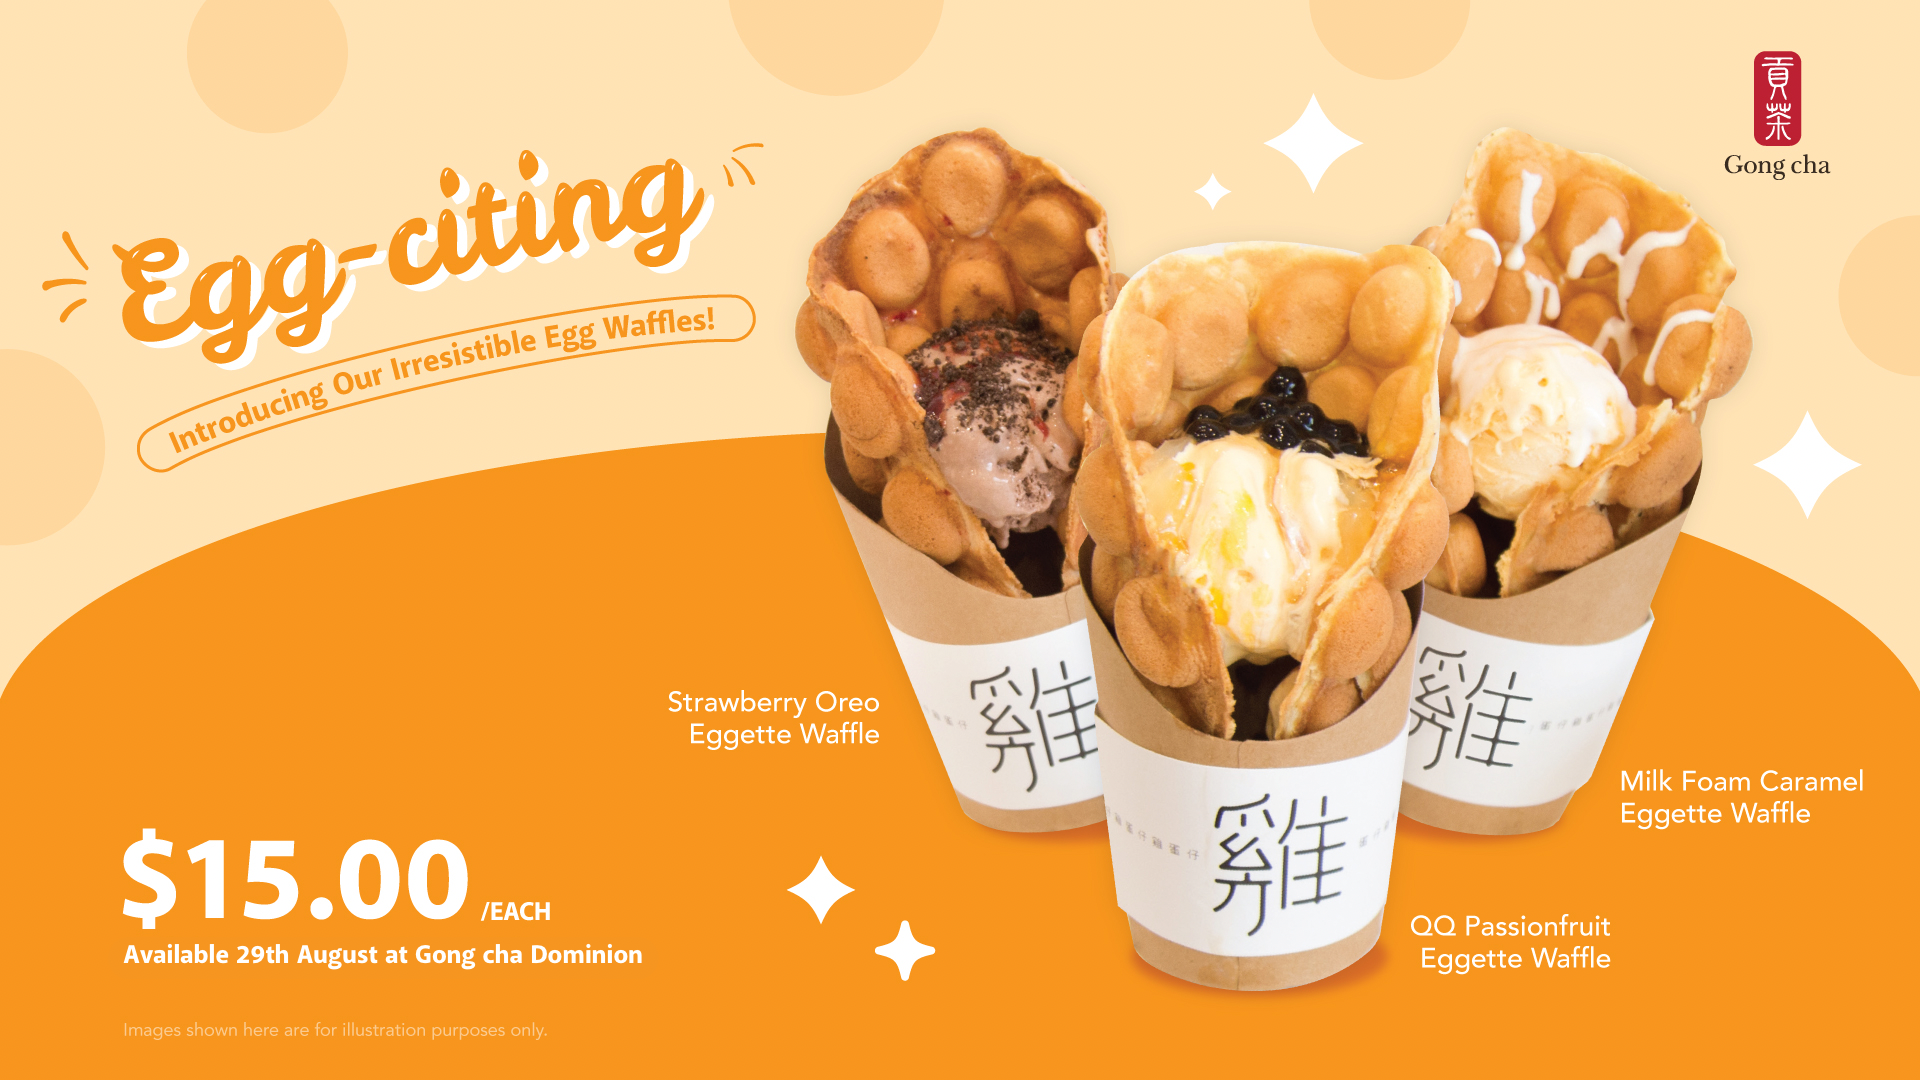 貢茶
Gong cha
Egg-citing
Introducing Our Irresistible Egg Waffles!
Strawberry Oreo
Eggette Waffle
雞
雞
雞
Milk Foam Caramel
Eggette Waffle
QQ Passionfruit
Eggette Waffle
$15.00 /EACH
Available 29th August at Gong cha Dominion
Images shown here are for illustration purposes only.